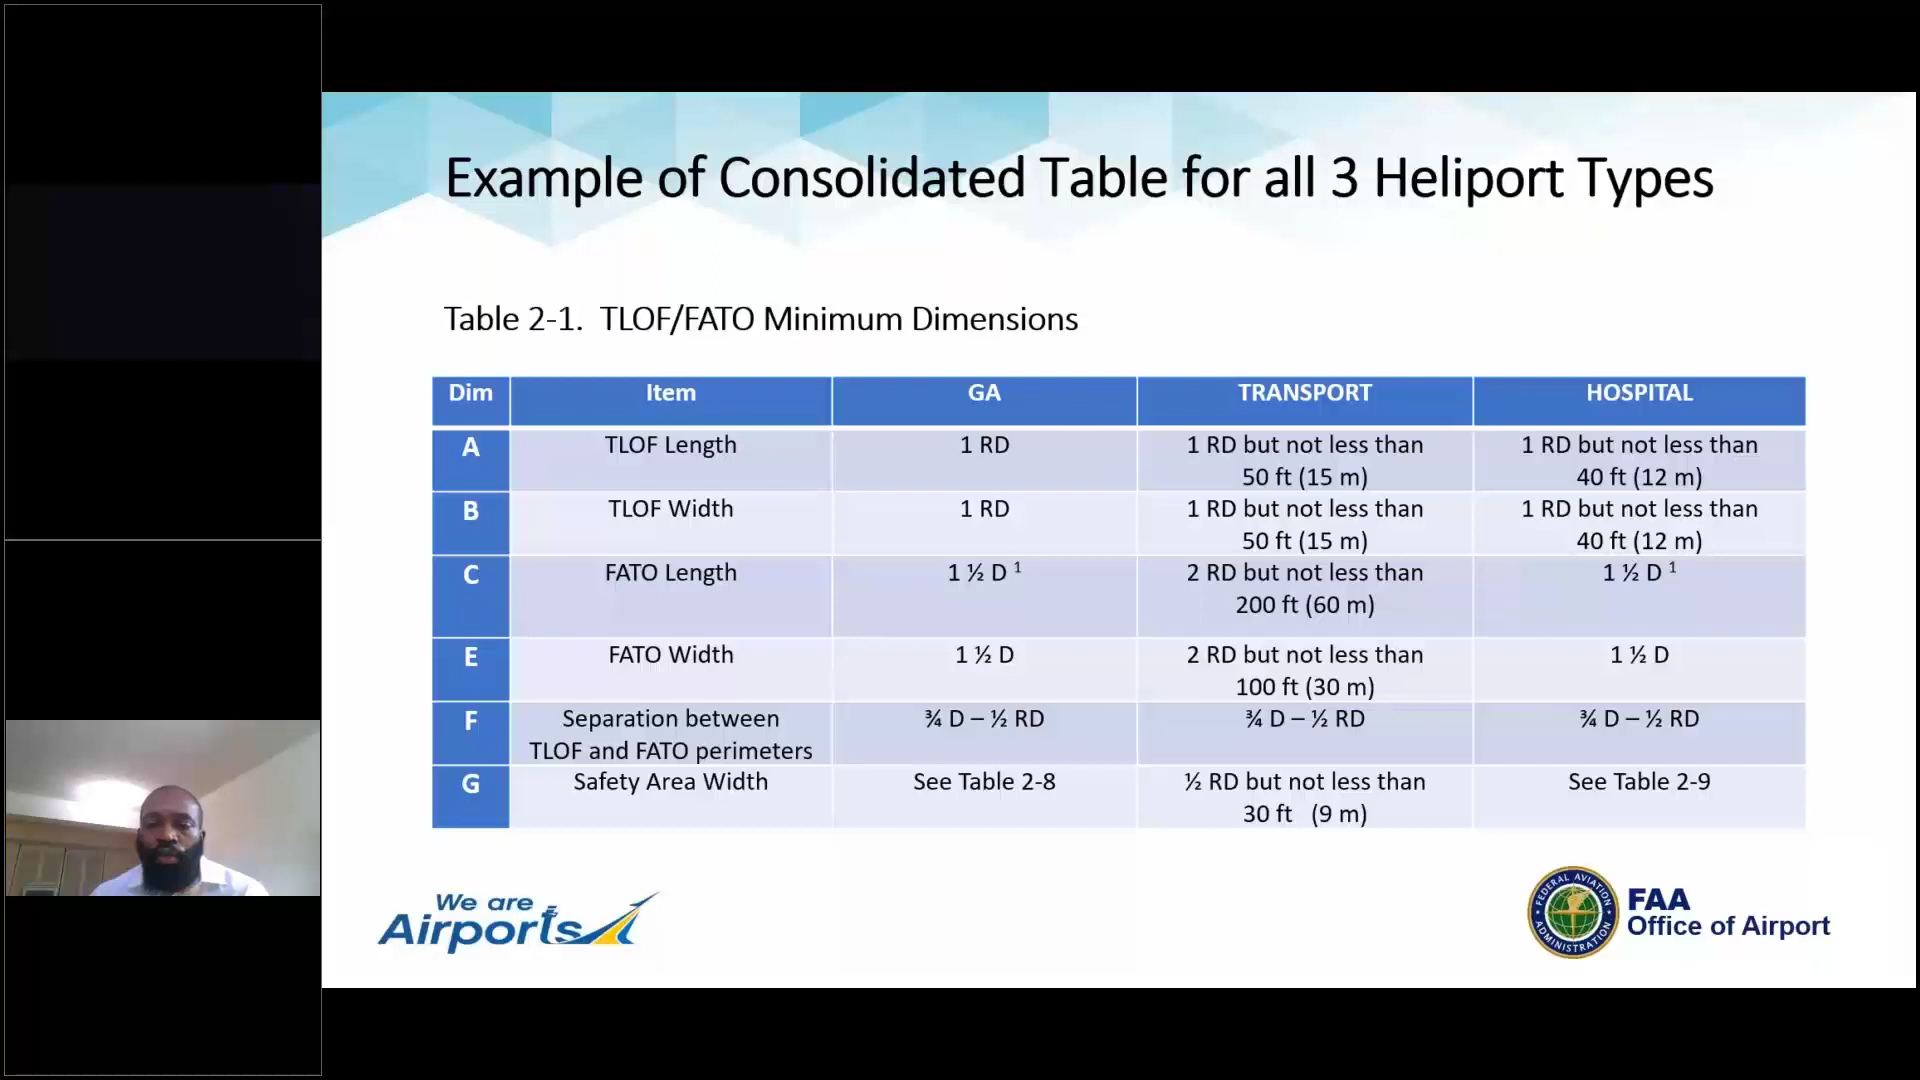 Example of Consolidated Table for all 3 Heliport Types
Table 2-1. TLOF/FATO Minimum Dimensions
Dim Item GA TRANSPORT HOSPITAL
A TLOF Length 1 RD 1 RD but not less than 1 RD but not less than
50 ft (15 m) 40 ft (12 m)
B TLOF Width 1 RD 1 RD but not less than 1 RD but not less than
50 ft (15 m) 40 ft (12 m)
C FATO Length 1 ½ D ¹ 2 RD but not less than 1 ½ D ¹
200 ft (60 m)
E FATO Width 1 ½ D 2 RD but not less than 1 ½ D
100 ft (30 m)
F Separation between ¾ D – ½ RD ¾ D – ½ RD ¾ D – ½ RD
TLOF and FATO perimeters
G Safety Area Width See Table 2-8 ½ RD but not less than See Table 2-9
30 ft (9 m)
We are
Airports
FEDERAL AVIATION
ADMINISTRATION
FAA
Office of Airport